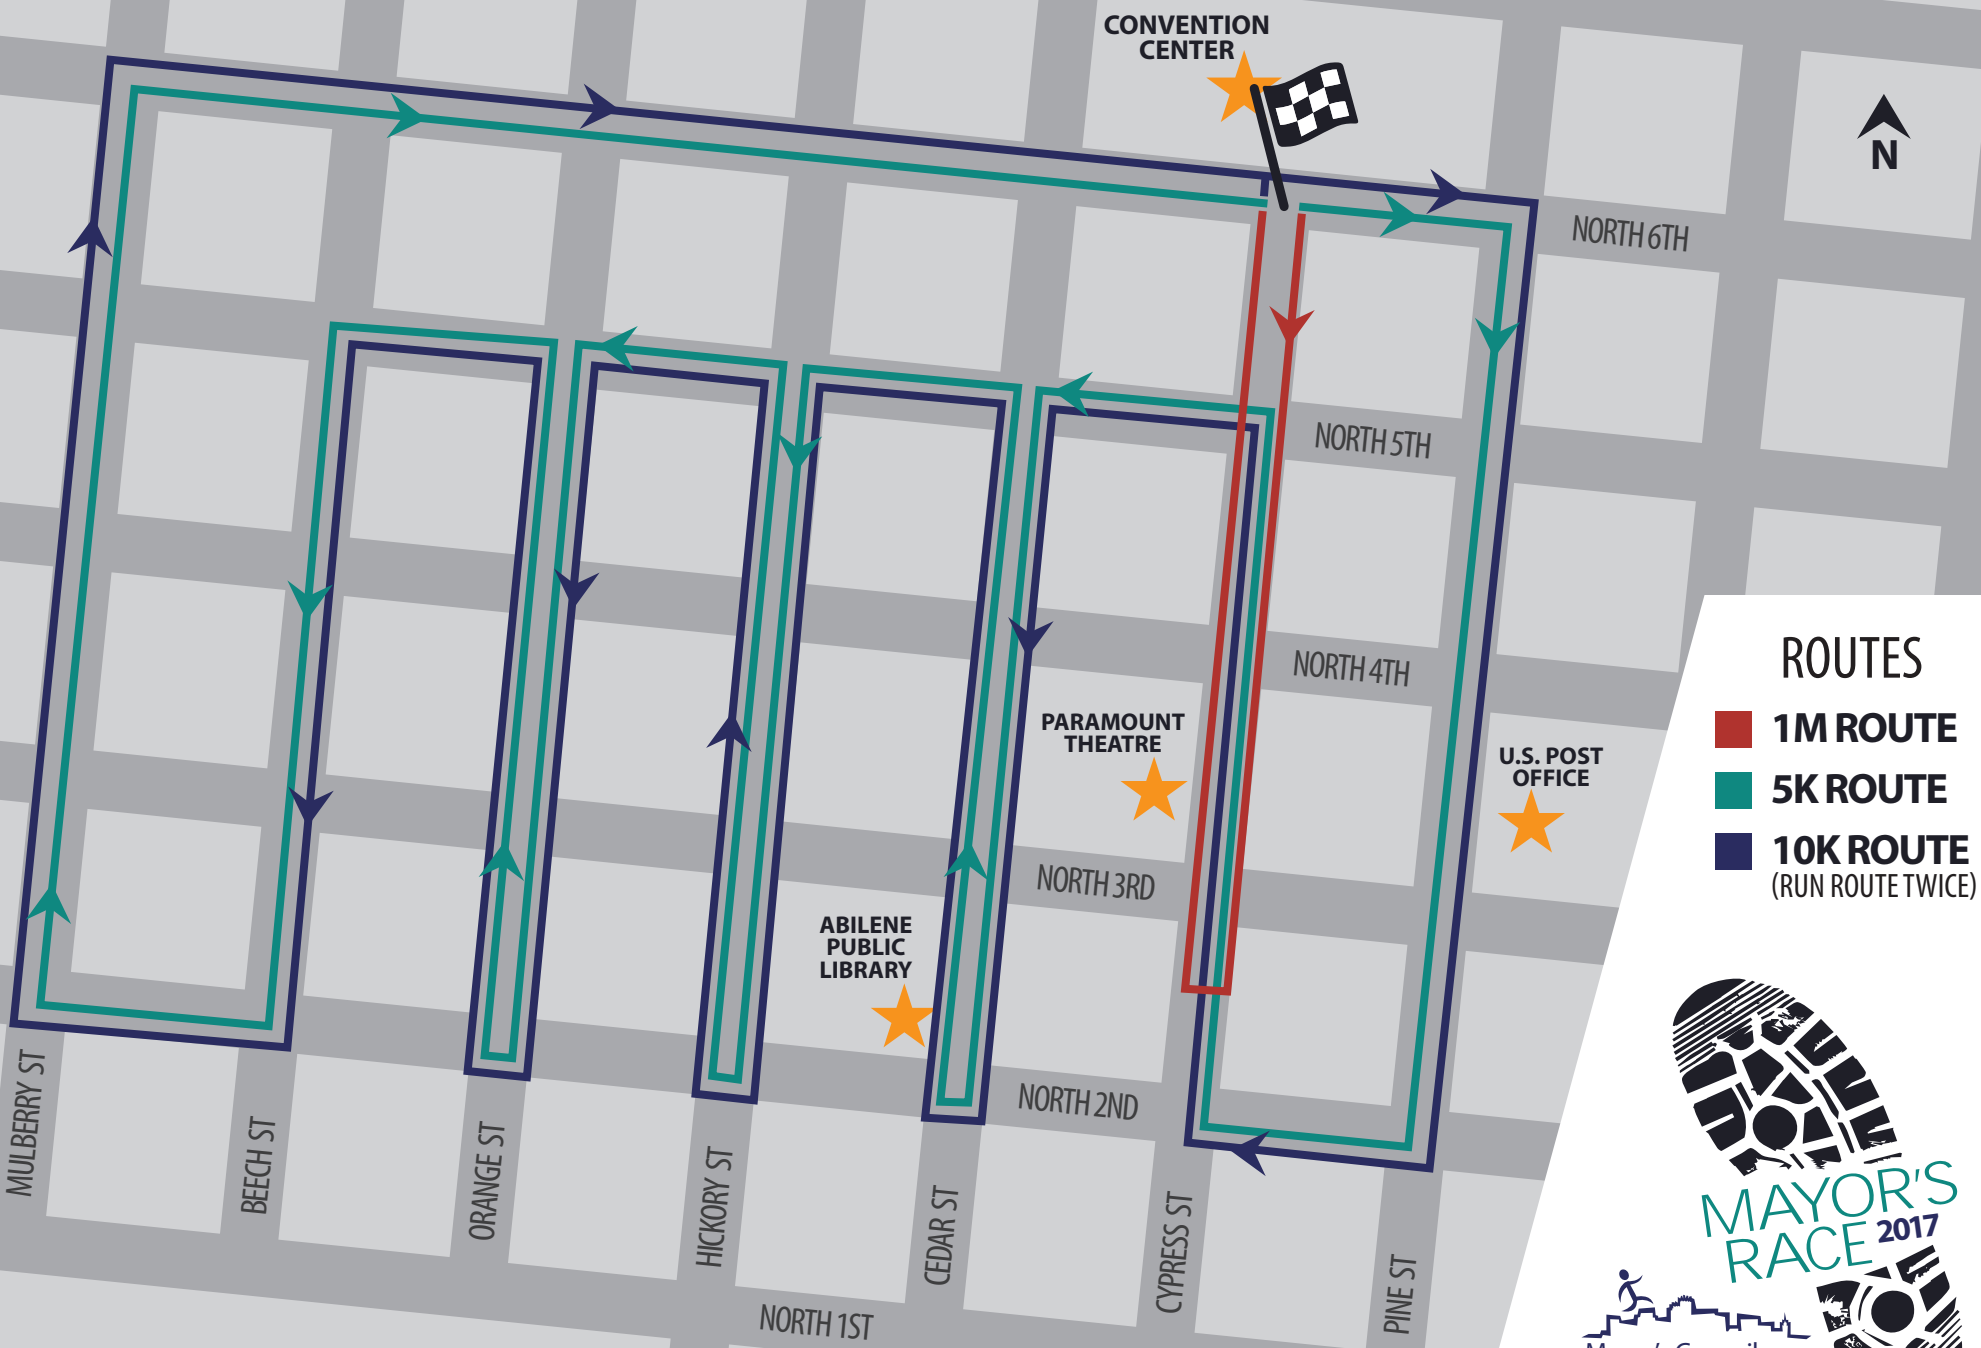 CONVENTION
CENTER
N
NORTH 6TH
NORTH 5TH
NORTH 4TH
PARAMOUNT
THEATRE
U.S. POST
OFFICE
NORTH 3RD
ABILENE
PUBLIC
LIBRARY
NORTH 2ND
MULBERRY ST
BEECH ST
ORANGE ST
HICKORY ST
CEDAR ST
CYPRESS ST
PINE ST
NORTH 1ST
ROUTES
1M ROUTE
5K ROUTE
10K ROUTE
(RUN ROUTE TWICE)
MAYOR'S
RACE 2017